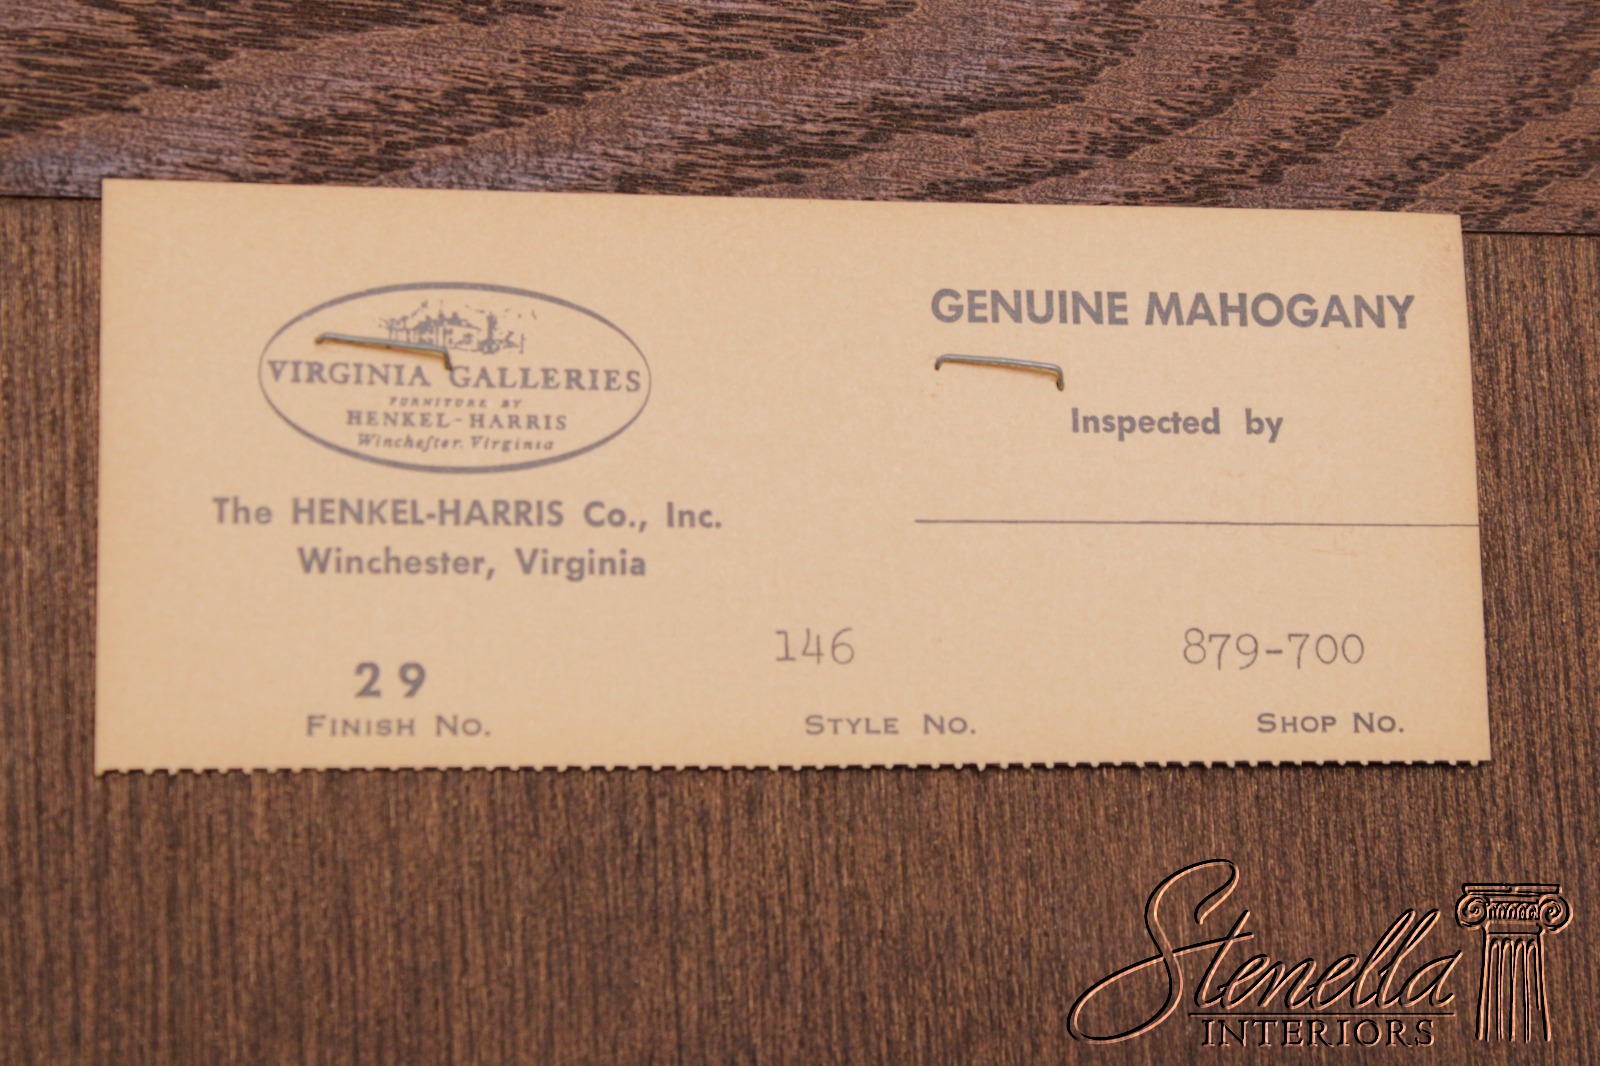 VIRGINIA GALLERIES
FURNITURE BY
HENKEL-HARRIS
Winchester, Virginia
The HENKEL-HARRIS Co., Inc.
Winchester, Virginia
GENUINE MAHOGANY
Inspected by
29
FINISH NO.
146
STYLE NO.
879-700
SHOP NO.
Stenella
INTERIORS